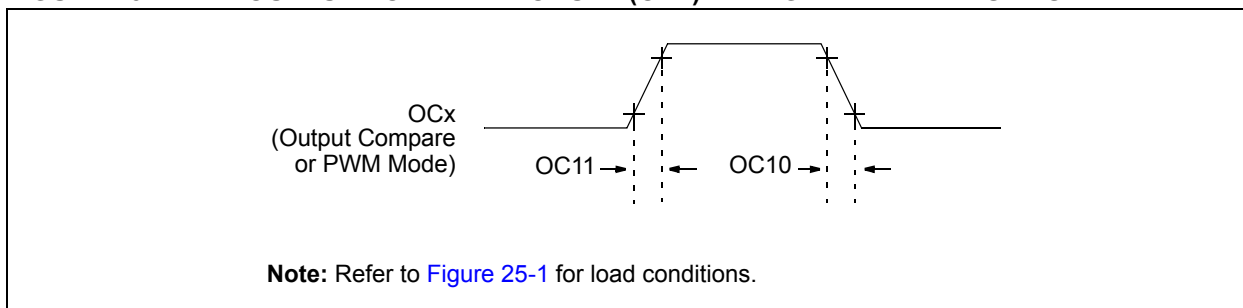 OCx
(Output Compare
or PWM Mode)
OC11
OC10
Note: Refer to Figure 25-1 for load conditions.